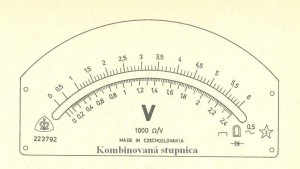 0 0,5 1 1,5 2 2,5 3 3,5 4 4,5 5 5,5 6
0 0,2 0,4 0,6 0,8 1 1,2 1,4 1,6 1,8 2 2,2 2,4
V
1000 Ω/V
0,5
1
223792
MADE IN CZECHOSLOVAKIA
Kombinovaná stupnica